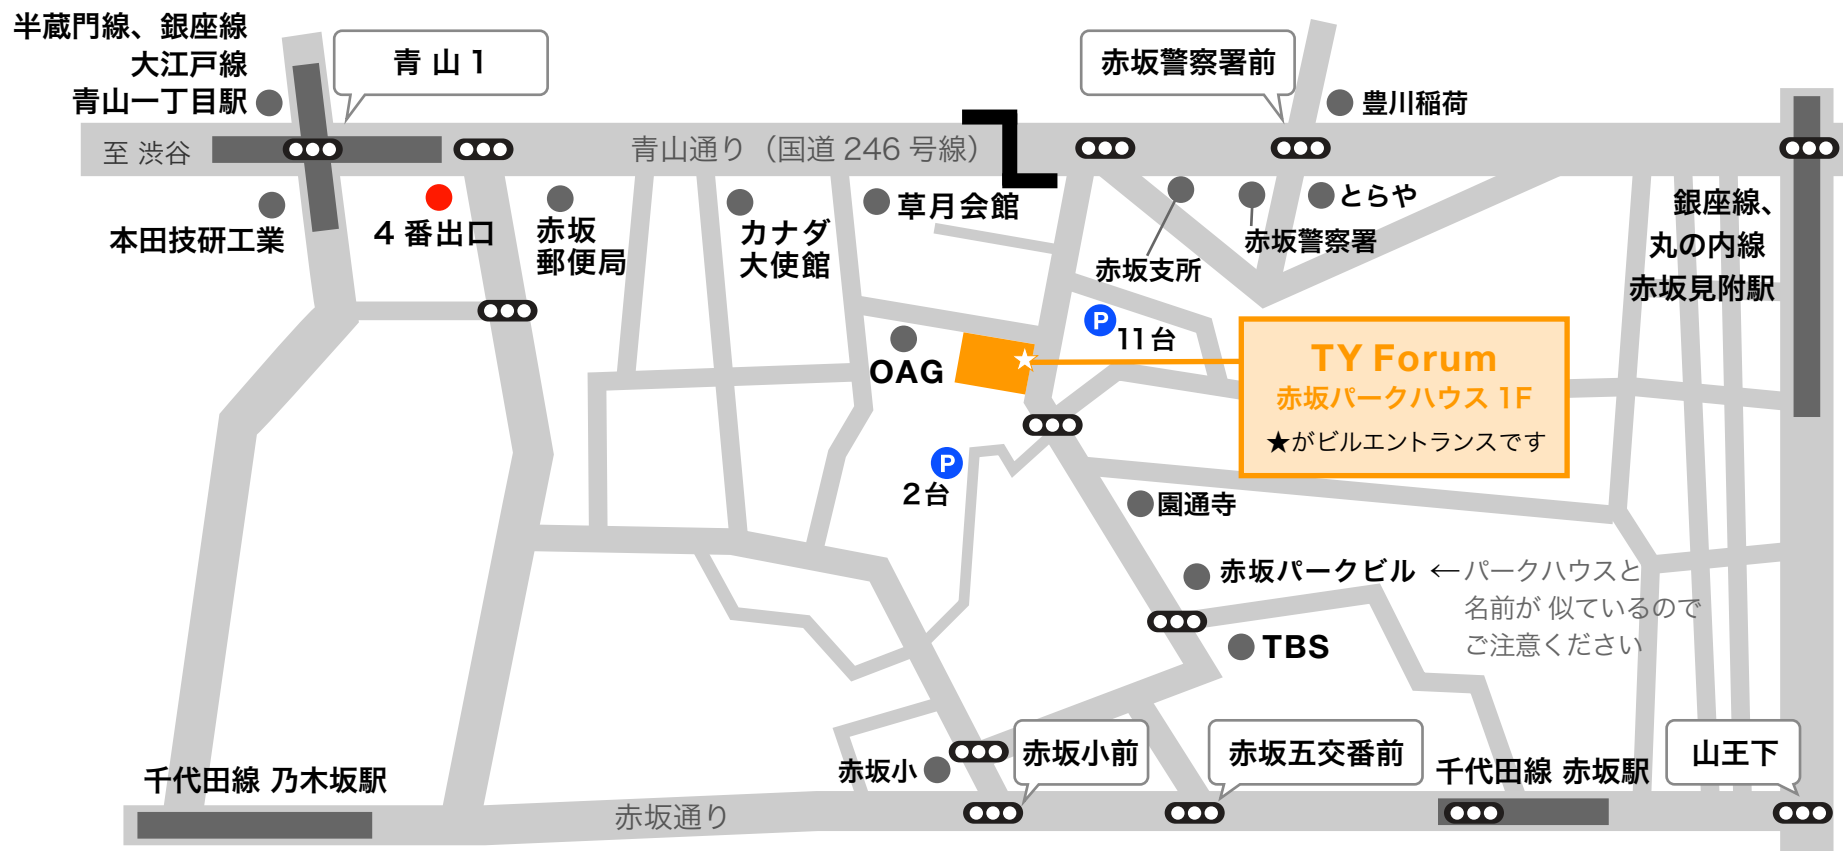 半蔵門線、銀座線
大江戸線
青山一丁目駅
青 山 1
赤坂警察署前
豊川稲荷
至 渋谷
青山通り（国道 246 号線）
本田技研工業
4 番出口
赤坂
郵便局
カナダ
大使館
草月会館
赤坂支所
赤坂警察署
とらや
銀座線、
丸の内線
赤坂見附駅
OAG
P
11台
TY Forum
赤坂パークハウス 1F
★がビルエントランスです
P
2台
園通寺
赤坂パークビル ←パークハウスと
名前が 似ているので
ご注意ください
TBS
赤坂小
赤坂小前
赤坂五交番前
千代田線 赤坂駅
山王下
千代田線 乃木坂駅
赤坂通り